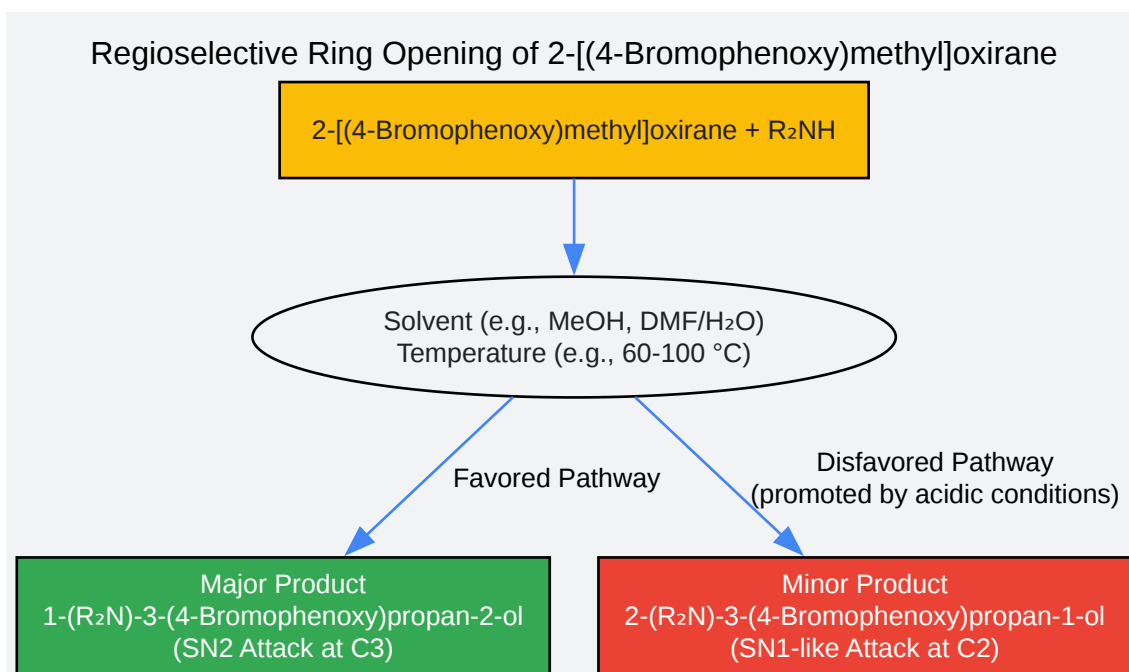 Regioselective Ring Opening of 2-[(4-Bromophenoxy)methyl]oxirane
2-[(4-Bromophenoxy)methyl]oxirane + R₂NH
Solvent (e.g., MeOH, DMF/H₂O)
Temperature (e.g., 60-100 °C)
Favored Pathway
Disfavored Pathway
(promoted by acidic conditions)
Major Product
1-(R₂N)-3-(4-Bromophenoxy)propan-2-ol
(SN2 Attack at C3)
Minor Product
2-(R₂N)-3-(4-Bromophenoxy)propan-1-ol
(SN1-like Attack at C2)